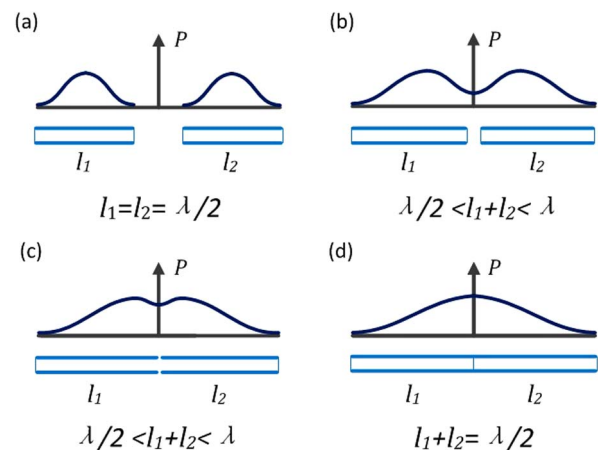 (a)
P
l₁ l₂
l₁=l₂= λ/2
(b)
P
l₁ l₂
λ/2 <l₁+l₂< λ
(c)
P
l₁ l₂
λ/2 <l₁+l₂< λ
(d)
P
l₁ l₂
l₁+l₂= λ/2